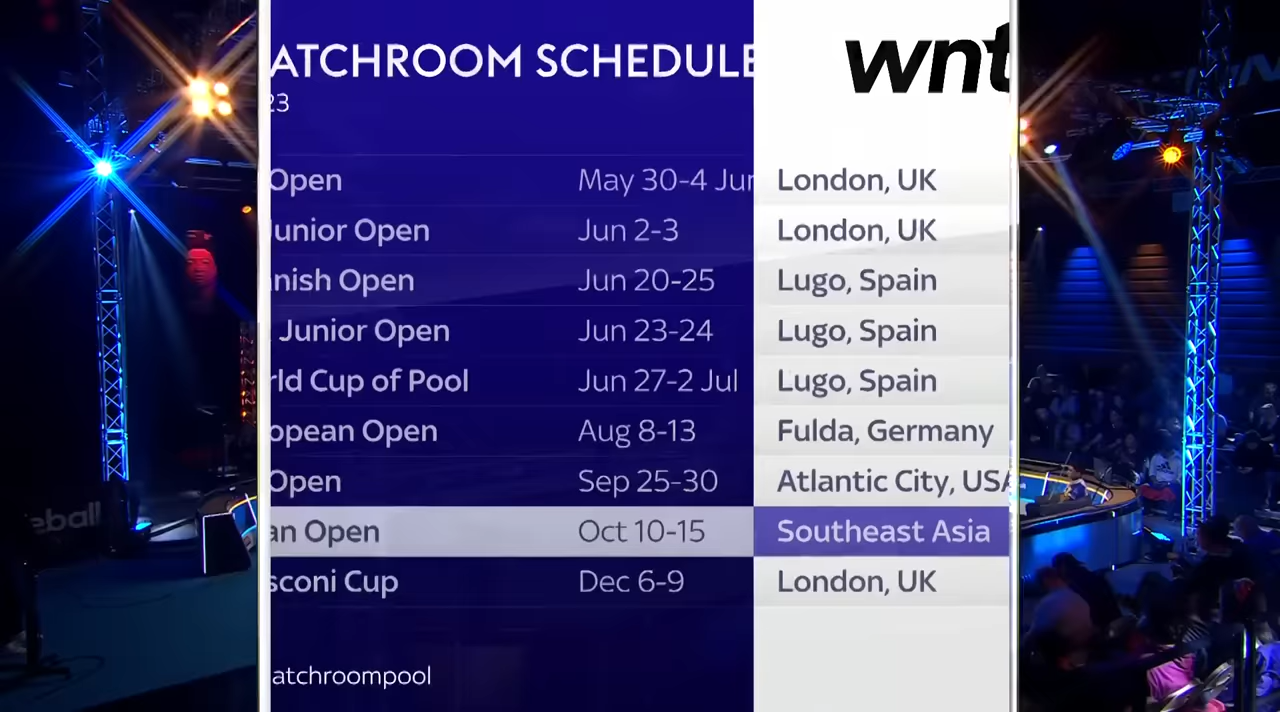 ATCHROOM SCHEDULE
wnt
23
Open May 30-4 Jun London, UK
Junior Open Jun 2-3 London, UK
nish Open Jun 20-25 Lugo, Spain
Junior Open Jun 23-24 Lugo, Spain
rld Cup of Pool Jun 27-2 Jul Lugo, Spain
opean Open Aug 8-13 Fulda, Germany
Open Sep 25-30 Atlantic City, USA
an Open Oct 10-15 Southeast Asia
sconi Cup Dec 6-9 London, UK
eball
atchroompool